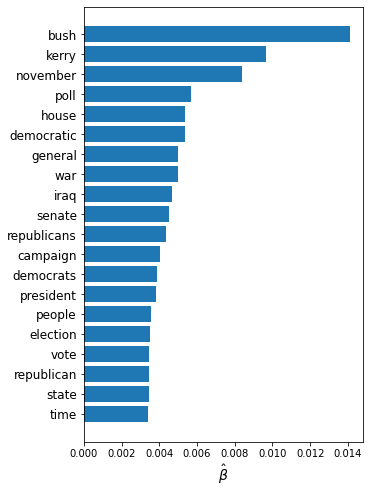 bush
kerry
november
poll
house
democratic
general
war
iraq
senate
republicans
campaign
democrats
president
people
election
vote
republican
state
time
0.000 0.002 0.004 0.006 0.008 0.010 0.012 0.014
β̂